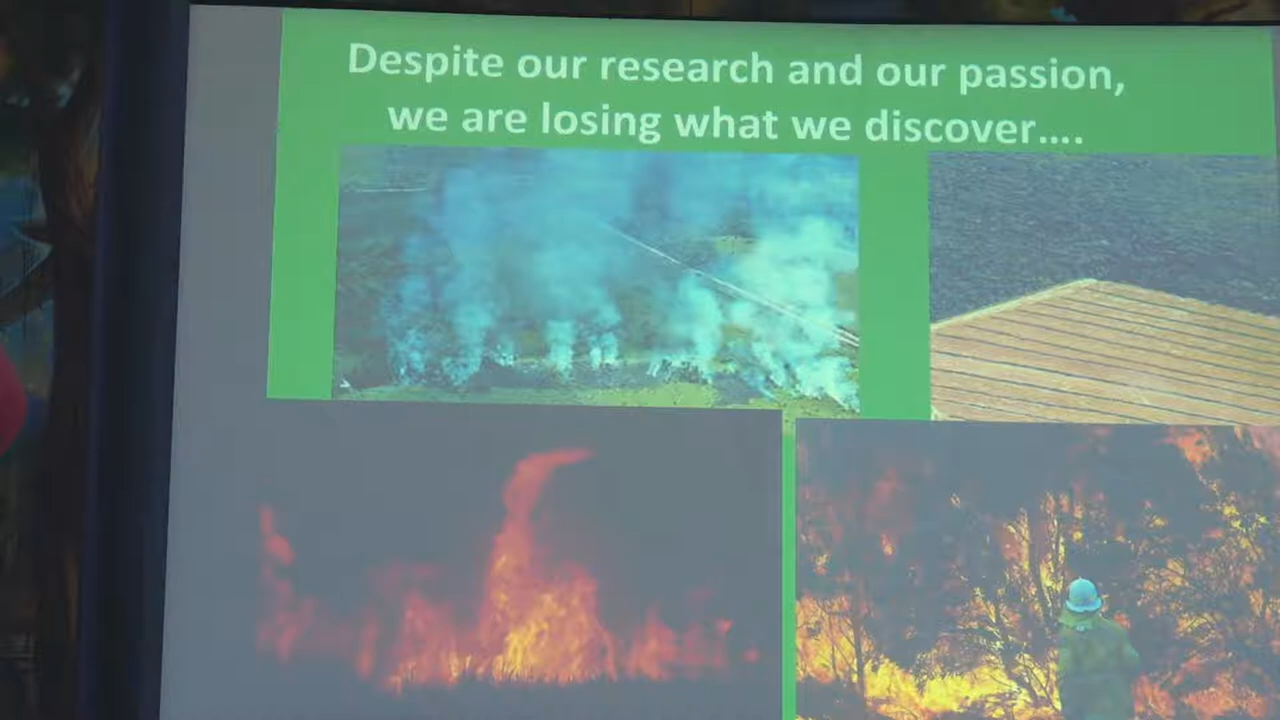 Despite our research and our passion,
we are losing what we discover....